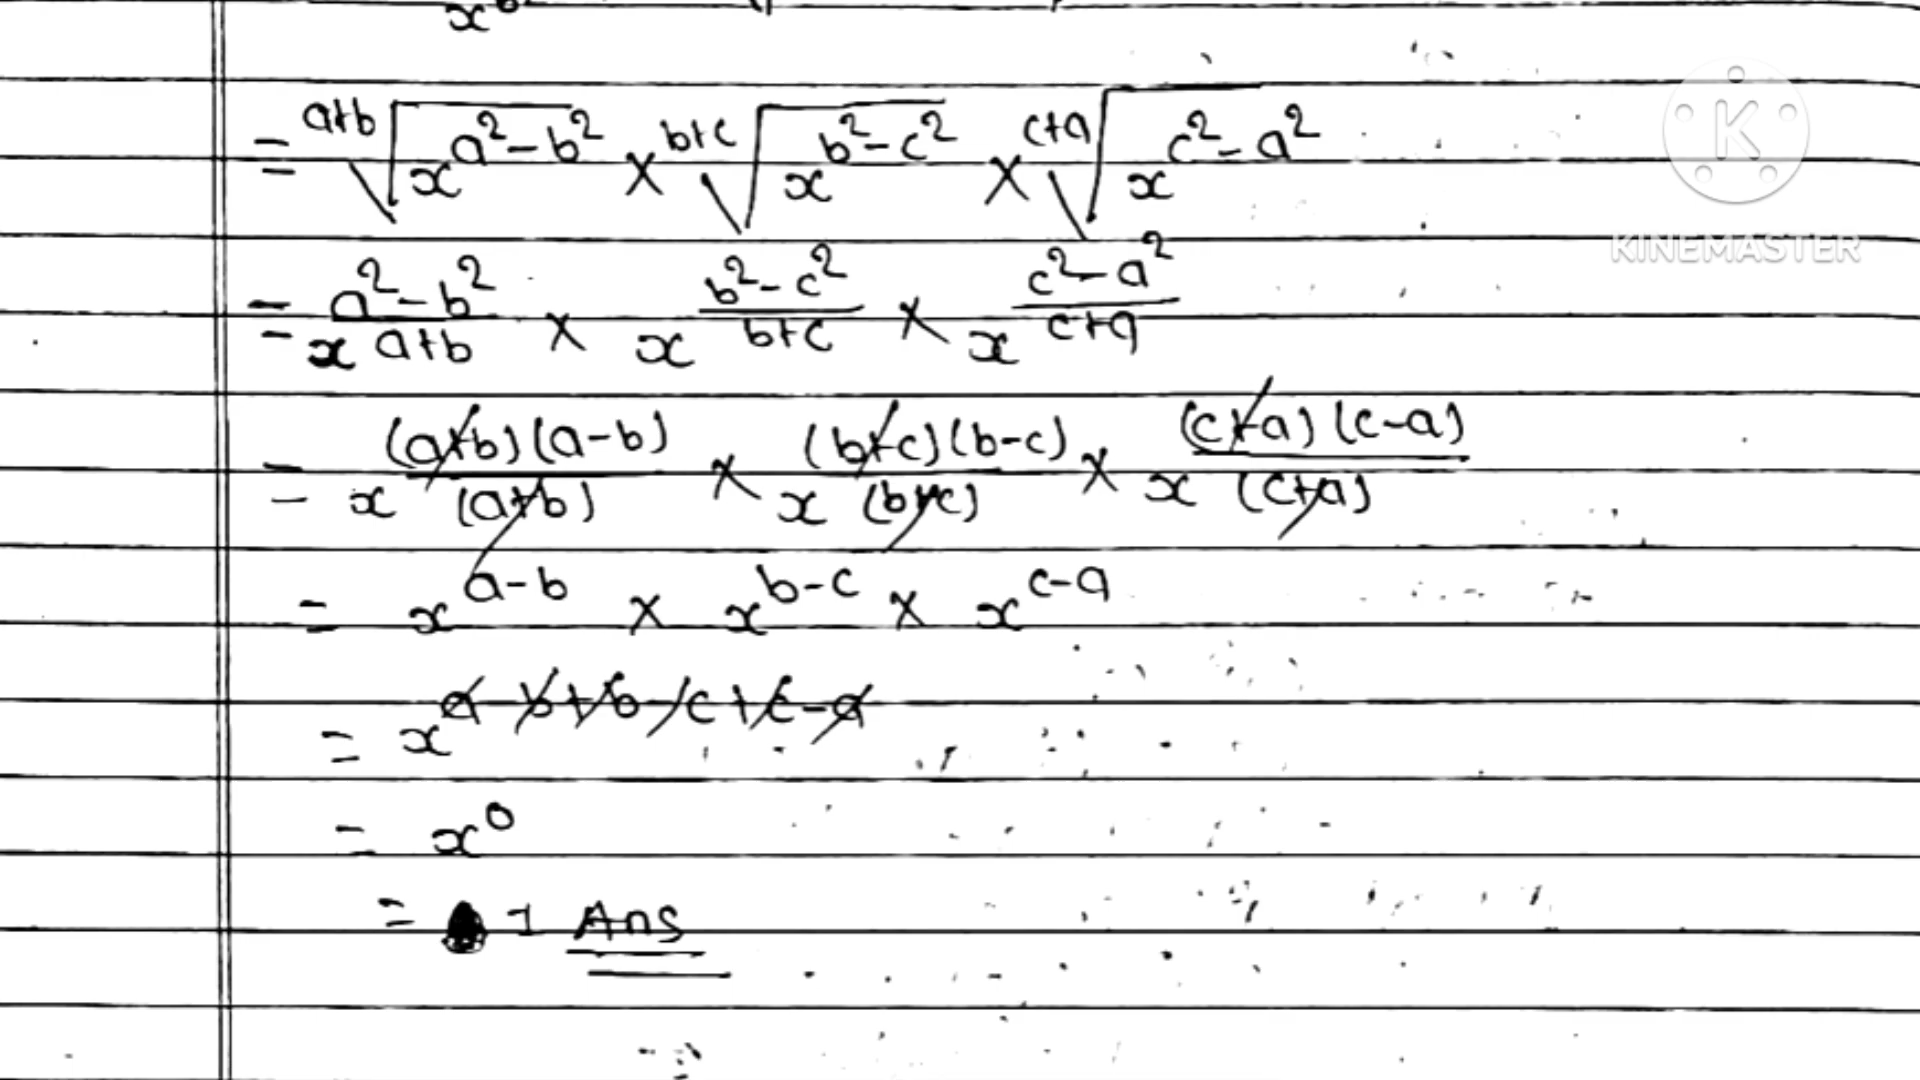 x
= ᵃ⁺ᵇ√x^(a²-b²) × ᵇ⁺ᶜ√x^(b²-c²) × ᶜ⁺ᵃ√x^(c²-a²)
K
KINEMASTER
= x^((a²-b²)/(a+b)) × x^((b²-c²)/(b+c)) × x^((c²-a²)/(c+a))
= x^((a+b)(a-b)/(a+b)) × x^((b+c)(b-c)/(b+c)) × x^((c+a)(c-a)/(c+a))
= x^(a-b) × x^(b-c) × x^(c-a)
= x^(a-b+b-c+c-a)
= x⁰
= 1 Ans